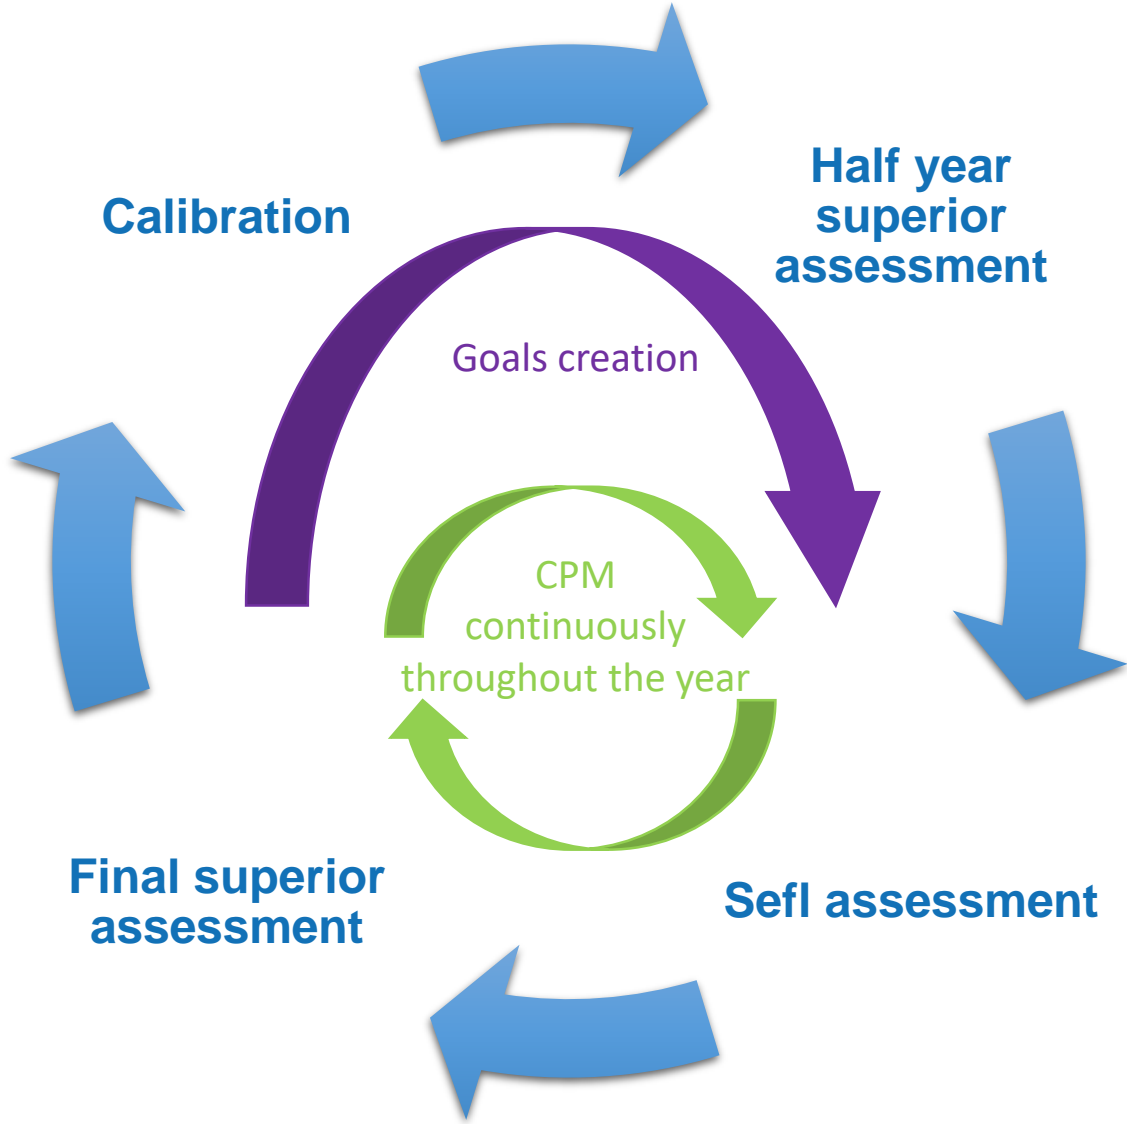 Calibration
Half year
superior
assessment
Goals creation
CPM
continuously
throughout the year
Final superior
assessment
Sefl assessment